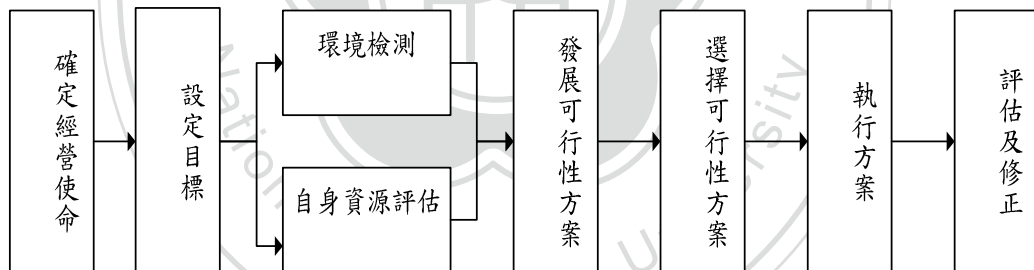 確定經營使命
設定目標
環境檢測
自身資源評估
發展可行性方案
選擇可行性方案
執行方案
評估及修正